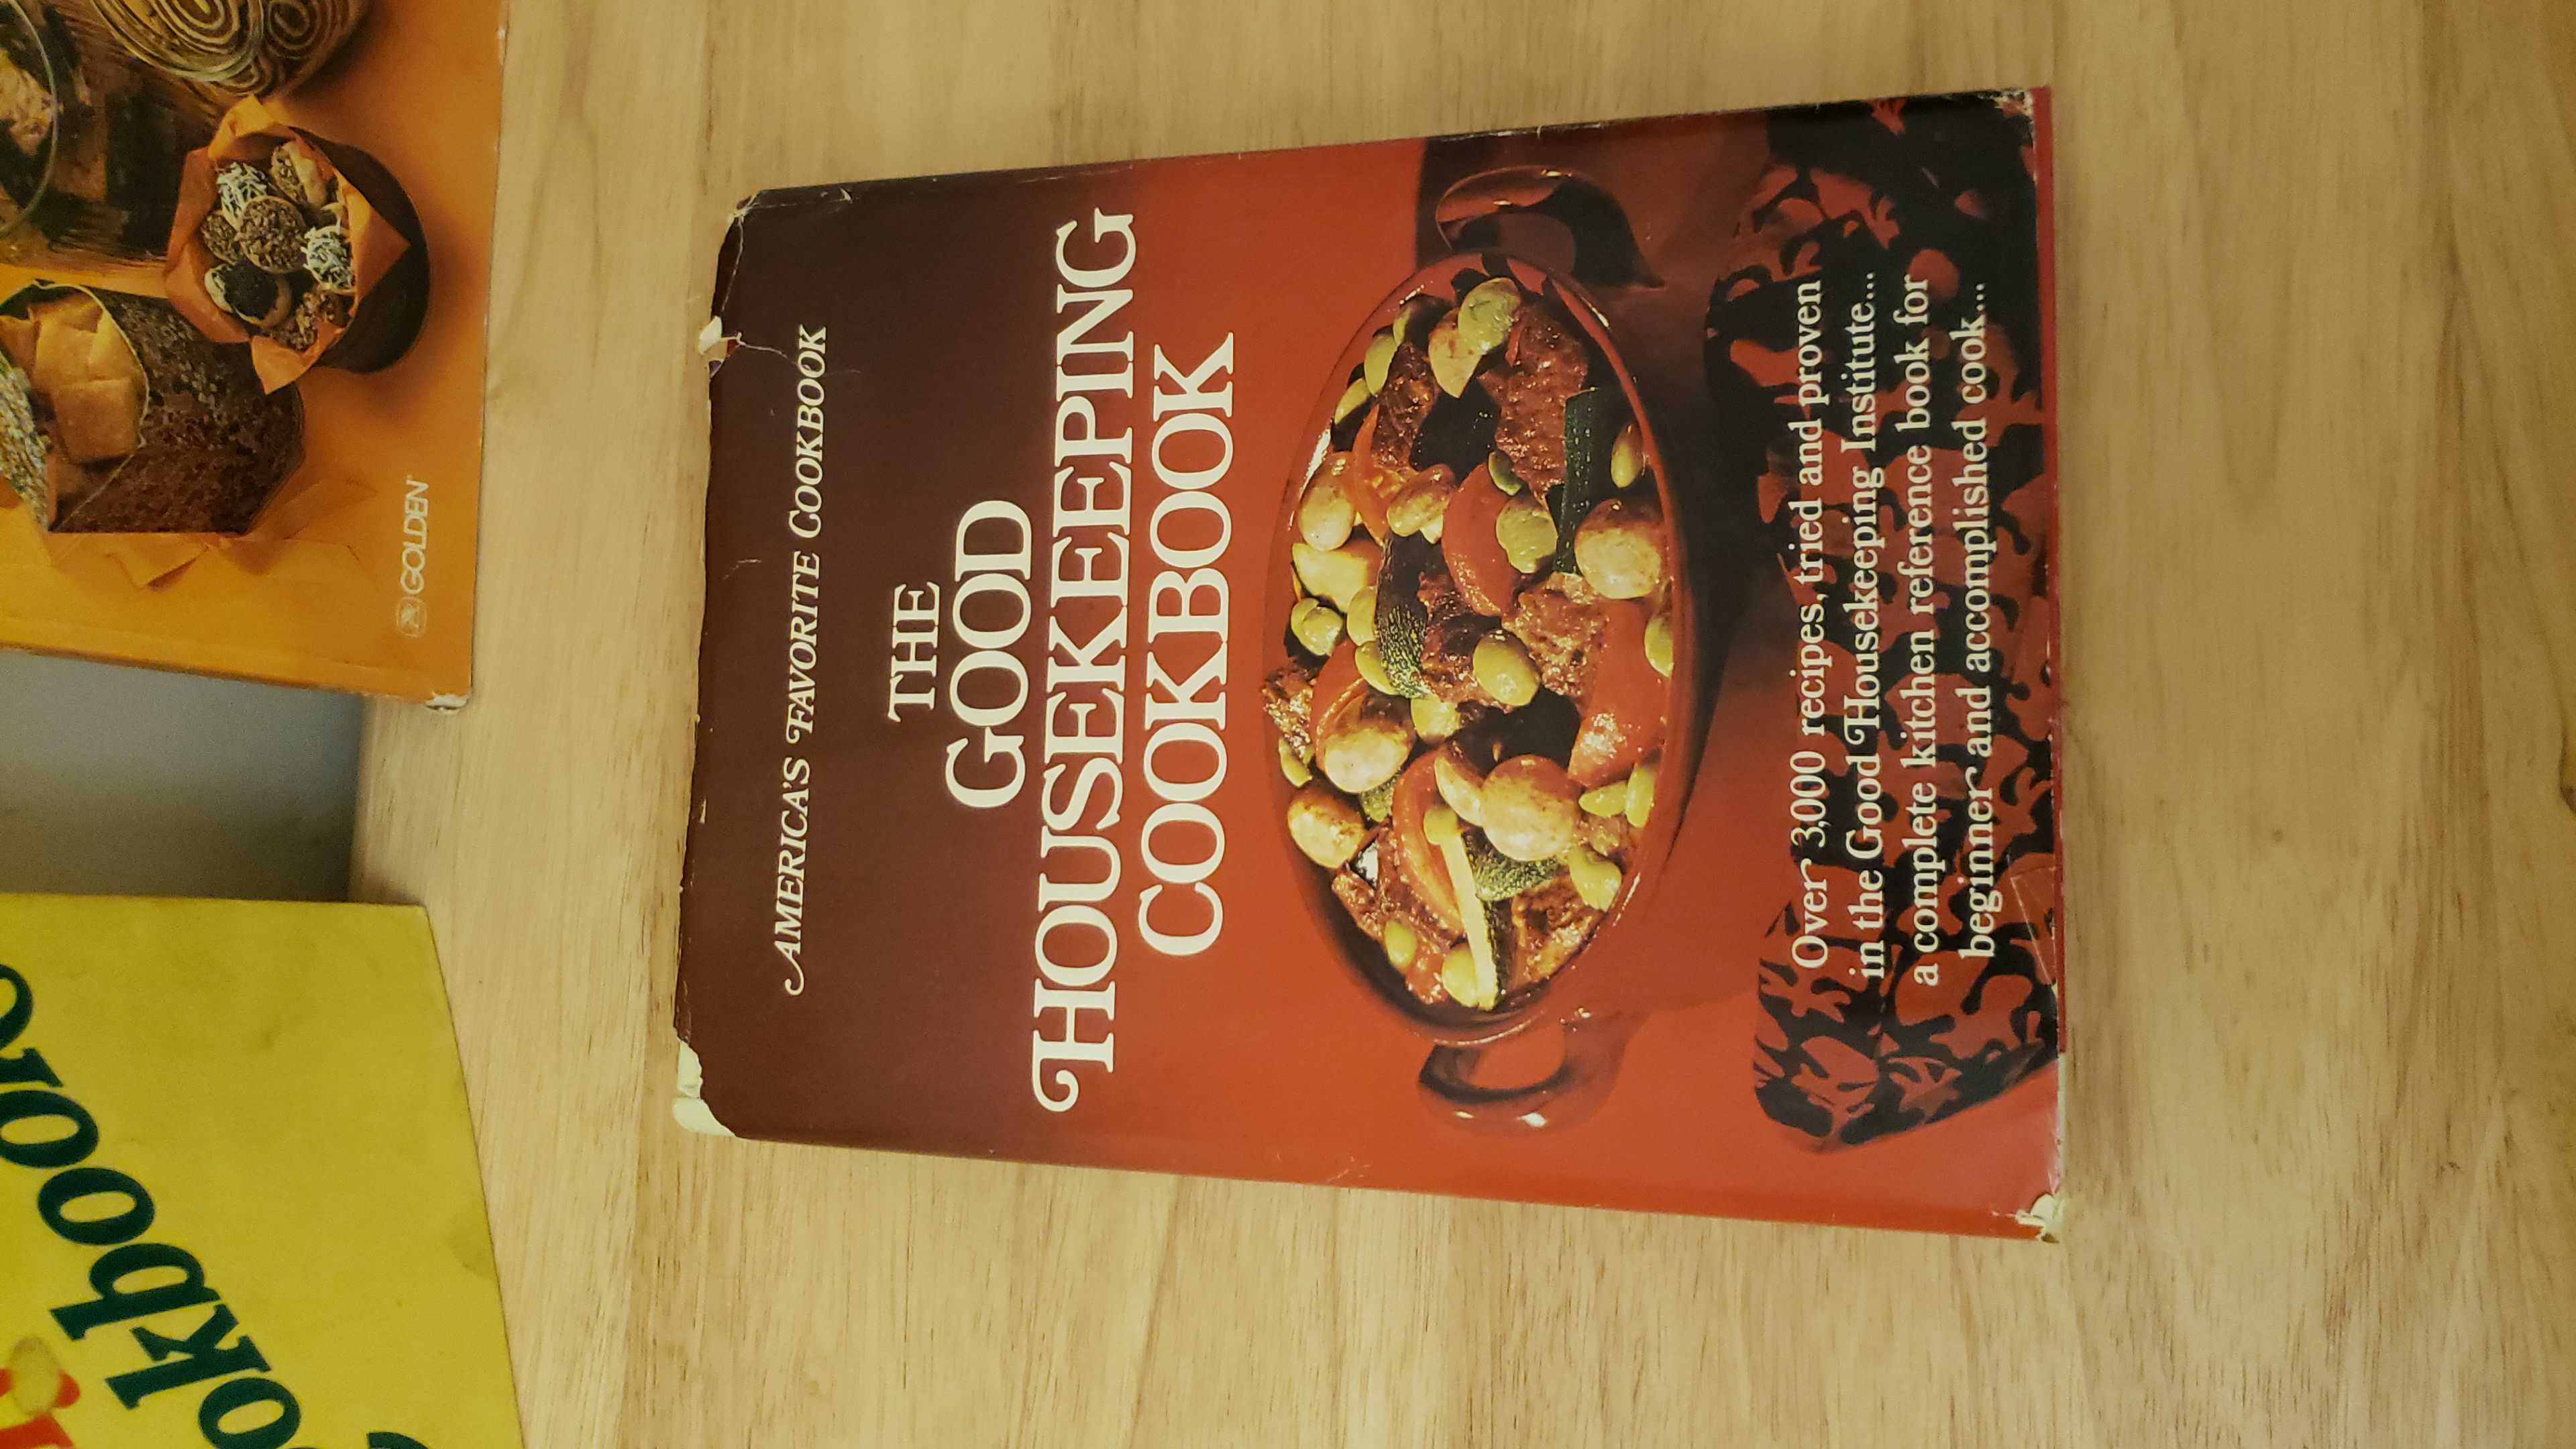 AMERICA'S FAVORITE COOKBOOK
THE
GOOD
HOUSEKEEPING
COOKBOOK
Over 3,000 recipes, tried and proven
in the Good Housekeeping Institute...
a complete kitchen reference book for
beginner and accomplished cook...
GOLDEN